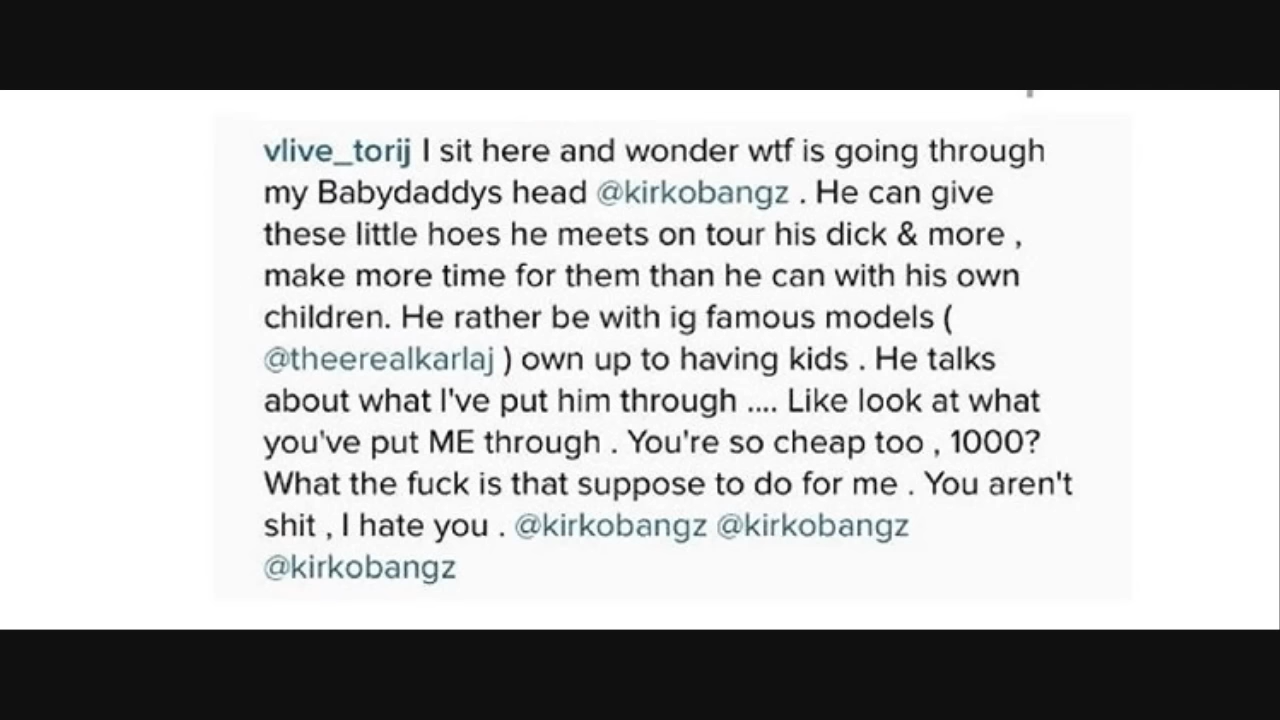 vlive_torij I sit here and wonder wtf is going through
my Babydaddys head @kirkobangz . He can give
these little hoes he meets on tour his dick & more ,
make more time for them than he can with his own
children. He rather be with ig famous models (
@theerealkarlaj ) own up to having kids . He talks
about what I've put him through .... Like look at what
you've put ME through . You're so cheap too , 1000?
What the fuck is that suppose to do for me . You aren't
shit , I hate you . @kirkobangz @kirkobangz
@kirkobangz